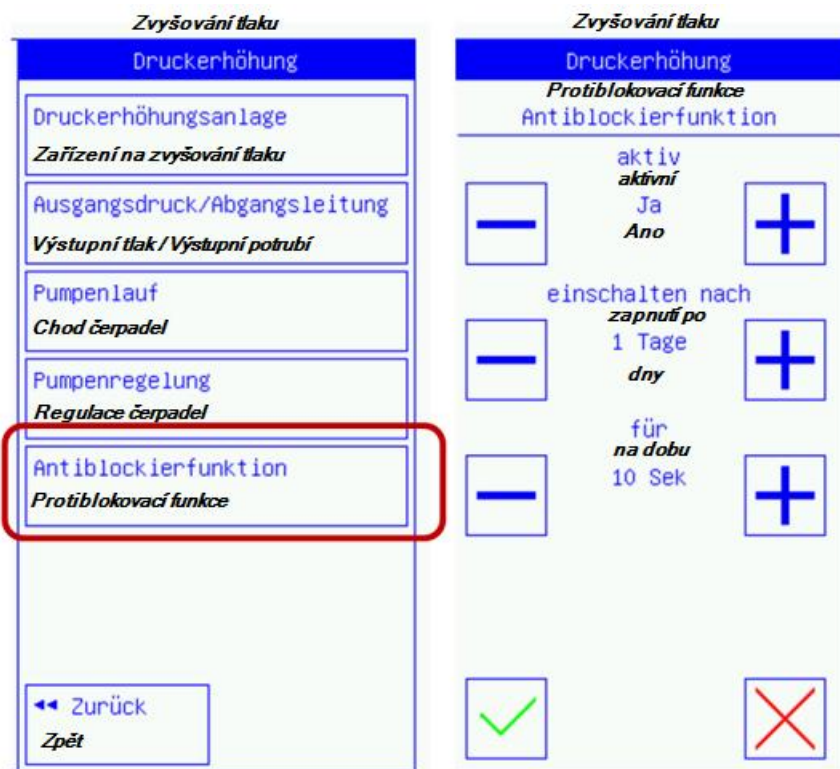 Zvyšování tlaku
Druckerhöhung
Druckerhöhungsanlage
Zařízení na zvyšování tlaku
Ausgangsdruck/Abgangsleitung
Výstupní tlak / Výstupní potrubí
Pumpenlauf
Chod čerpadel
Pumpenregelung
Regulace čerpadel
Antiblockierfunktion
Protiblokovací funkce
Zurück
Zpět
Zvyšování tlaku
Druckerhöhung
Protiblokovací funkce
Antiblockierfunktion
aktiv
aktivní
Ja
Ano
einschalten nach
zapnutí po
1 Tage
dny
für
na dobu
10 Sek